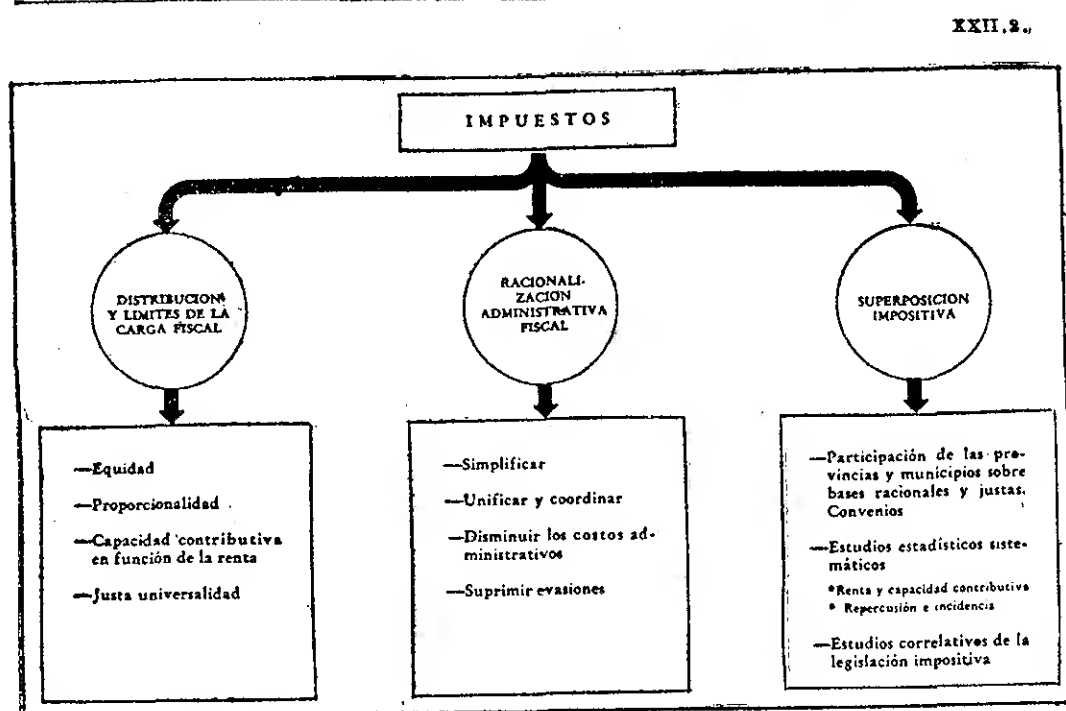 XXII.2.
IMPUESTOS
DISTRIBUCION
Y LIMITES DE LA
CARGA FISCAL
RACIONALI-
ZACION
ADMINISTRATIVA
FISCAL
SUPERPOSICION
IMPOSITIVA
—Equidad
—Proporcionalidad
—Capacidad contributiva
en función de la renta
—Justa universalidad
—Simplificar
—Unificar y coordinar
—Disminuir los costos ad-
ministrativos
—Suprimir evasiones
—Participación de las pro-
vincias y municipios sobre
bases racionales y justas.
Convenios
—Estudios estadísticos siste-
máticos
*Renta y capacidad contributiva
* Repercusión e incidencia
—Estudios correlativos de la
legislación impositiva